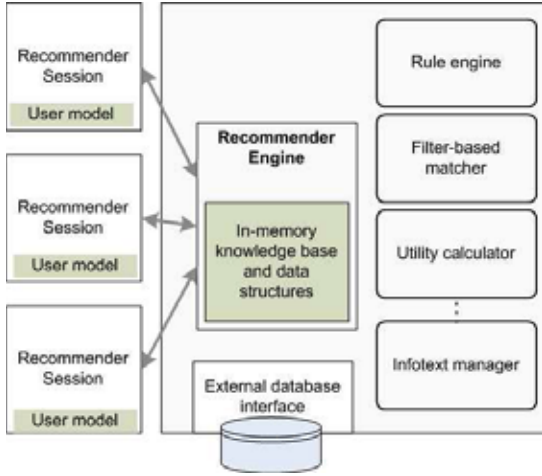 Recommender
Session
User model
Recommender
Session
User model
Recommender
Session
User model
Recommender
Engine
In-memory
knowledge base
and data
structures
External database
interface
Rule engine
Filter-based
matcher
Utility calculator
Infotext manager